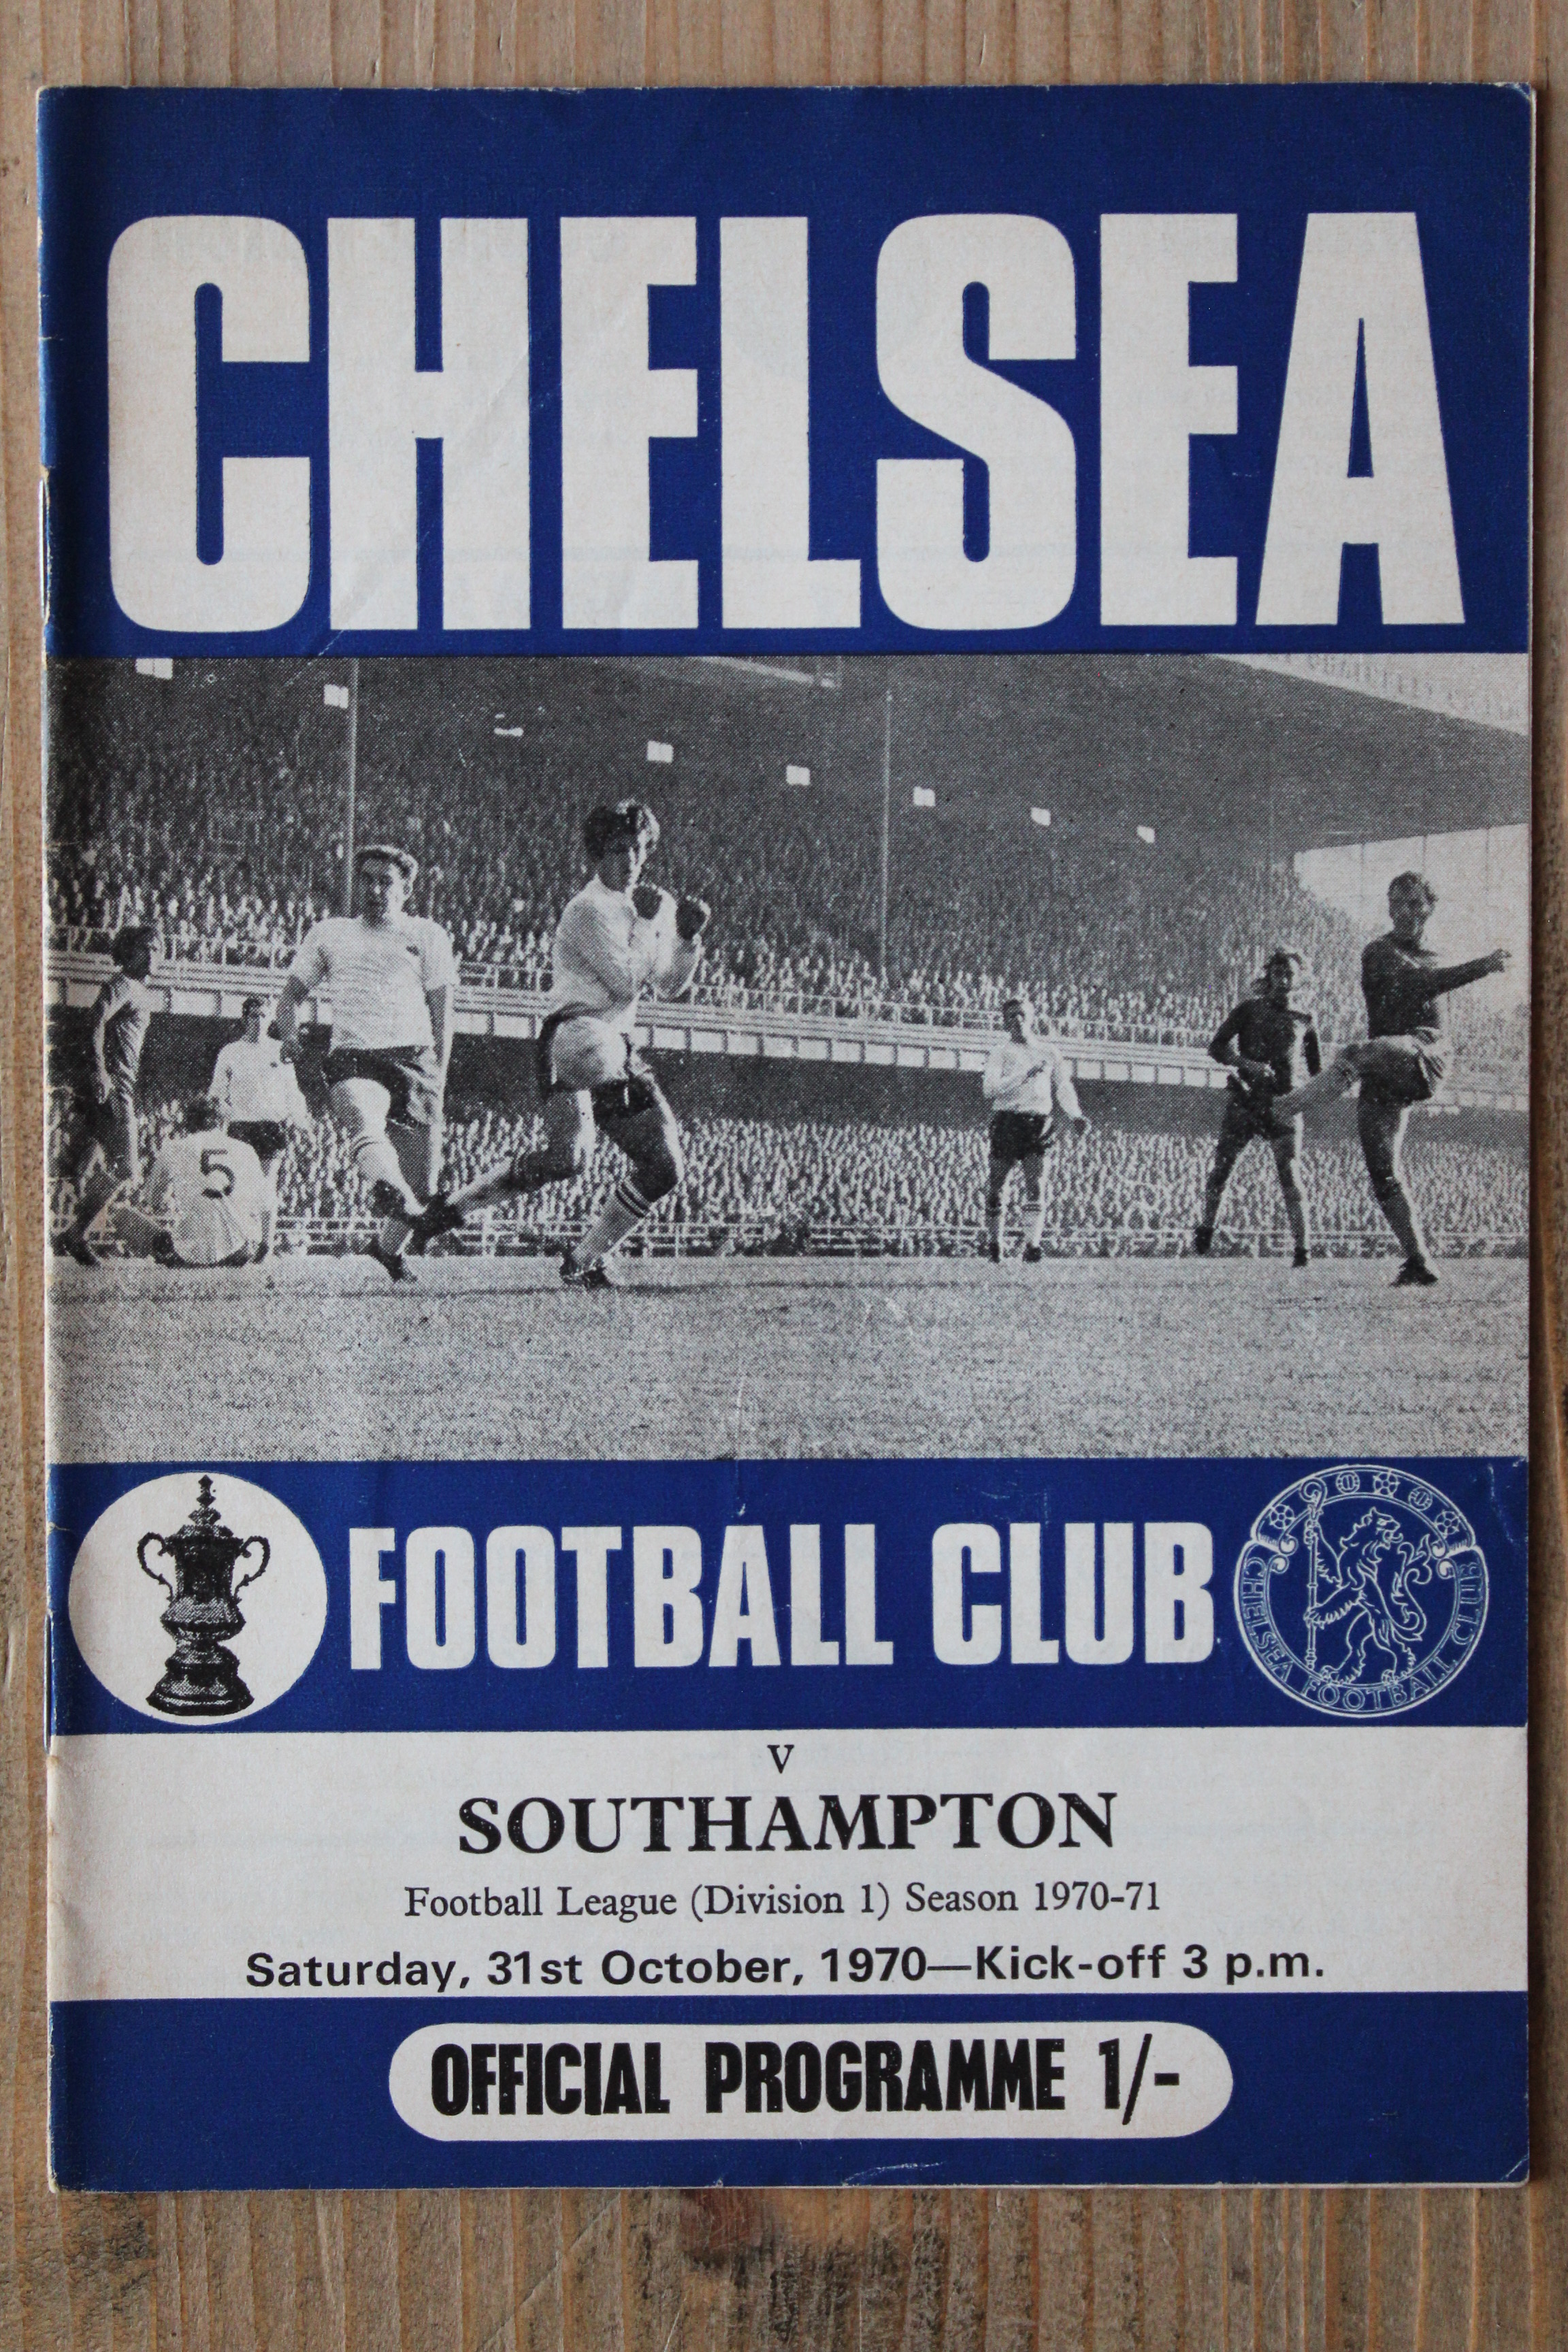 CHELSEA
5
FOOTBALL CLUB
CHELSEA FOOTBALL CLUB
v
SOUTHAMPTON
Football League (Division 1) Season 1970-71
Saturday, 31st October, 1970—Kick-off 3 p.m.
OFFICIAL PROGRAMME 1/-